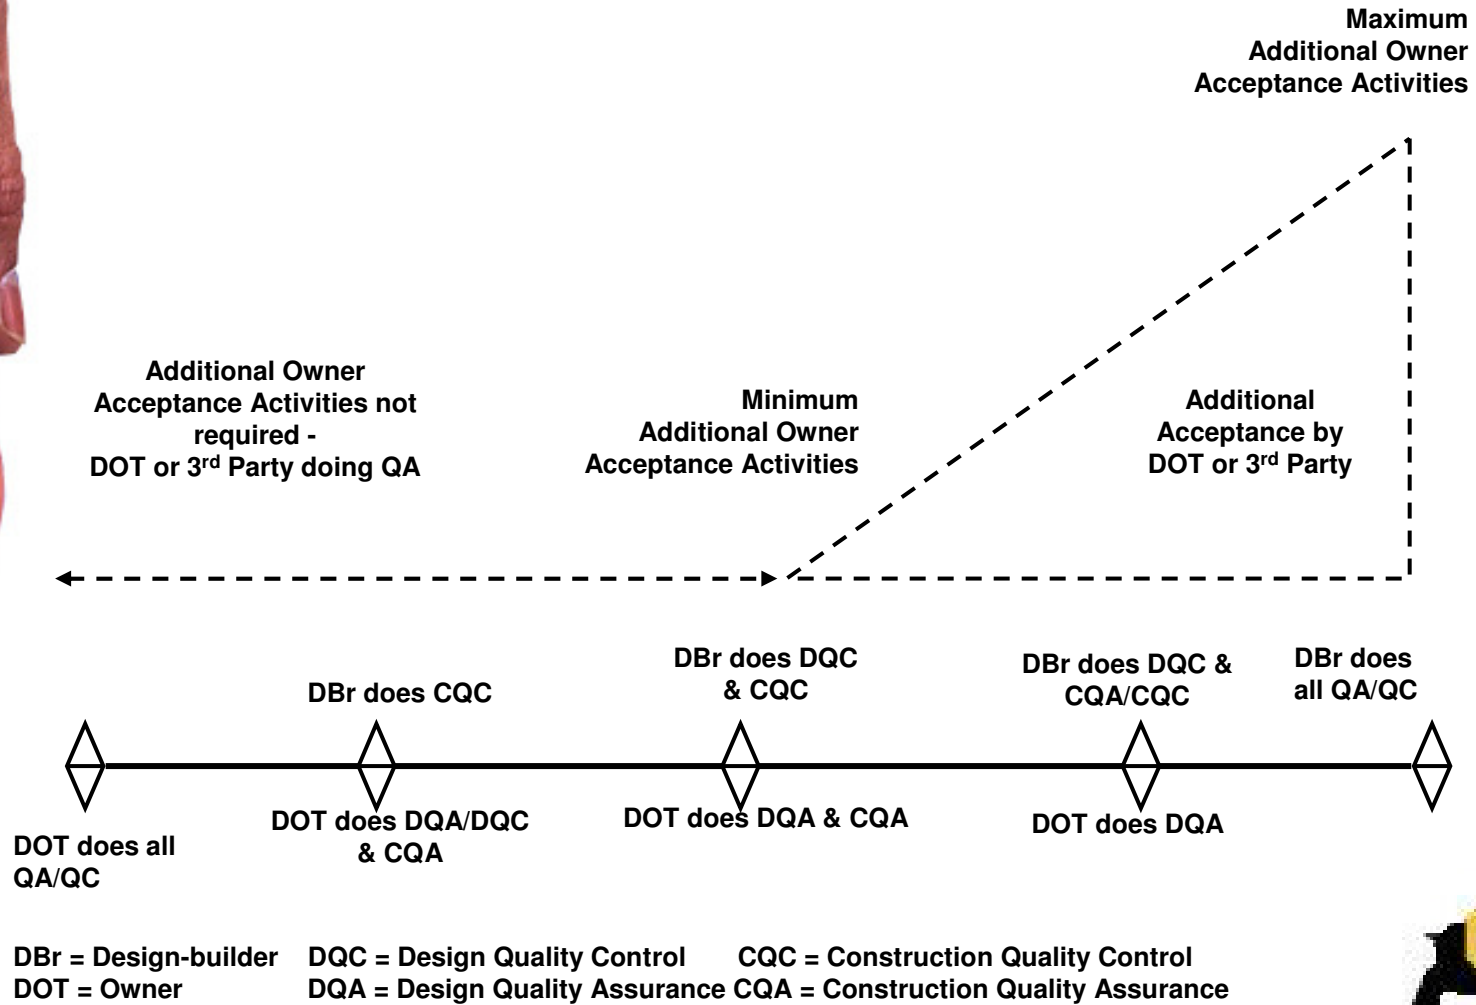 Maximum
Additional Owner
Acceptance Activities
Additional Owner
Acceptance Activities not
required -
DOT or 3rd Party doing QA
Minimum
Additional Owner
Acceptance Activities
Additional
Acceptance by
DOT or 3rd Party
DBr does CQC
DBr does DQC
& CQC
DBr does DQC &
CQA/CQC
DBr does
all QA/QC
DOT does all
QA/QC
DOT does DQA/DQC
& CQA
DOT does DQA & CQA
DOT does DQA
DBr = Design-builder DQC = Design Quality Control CQC = Construction Quality Control
DOT = Owner DQA = Design Quality Assurance CQA = Construction Quality Assurance